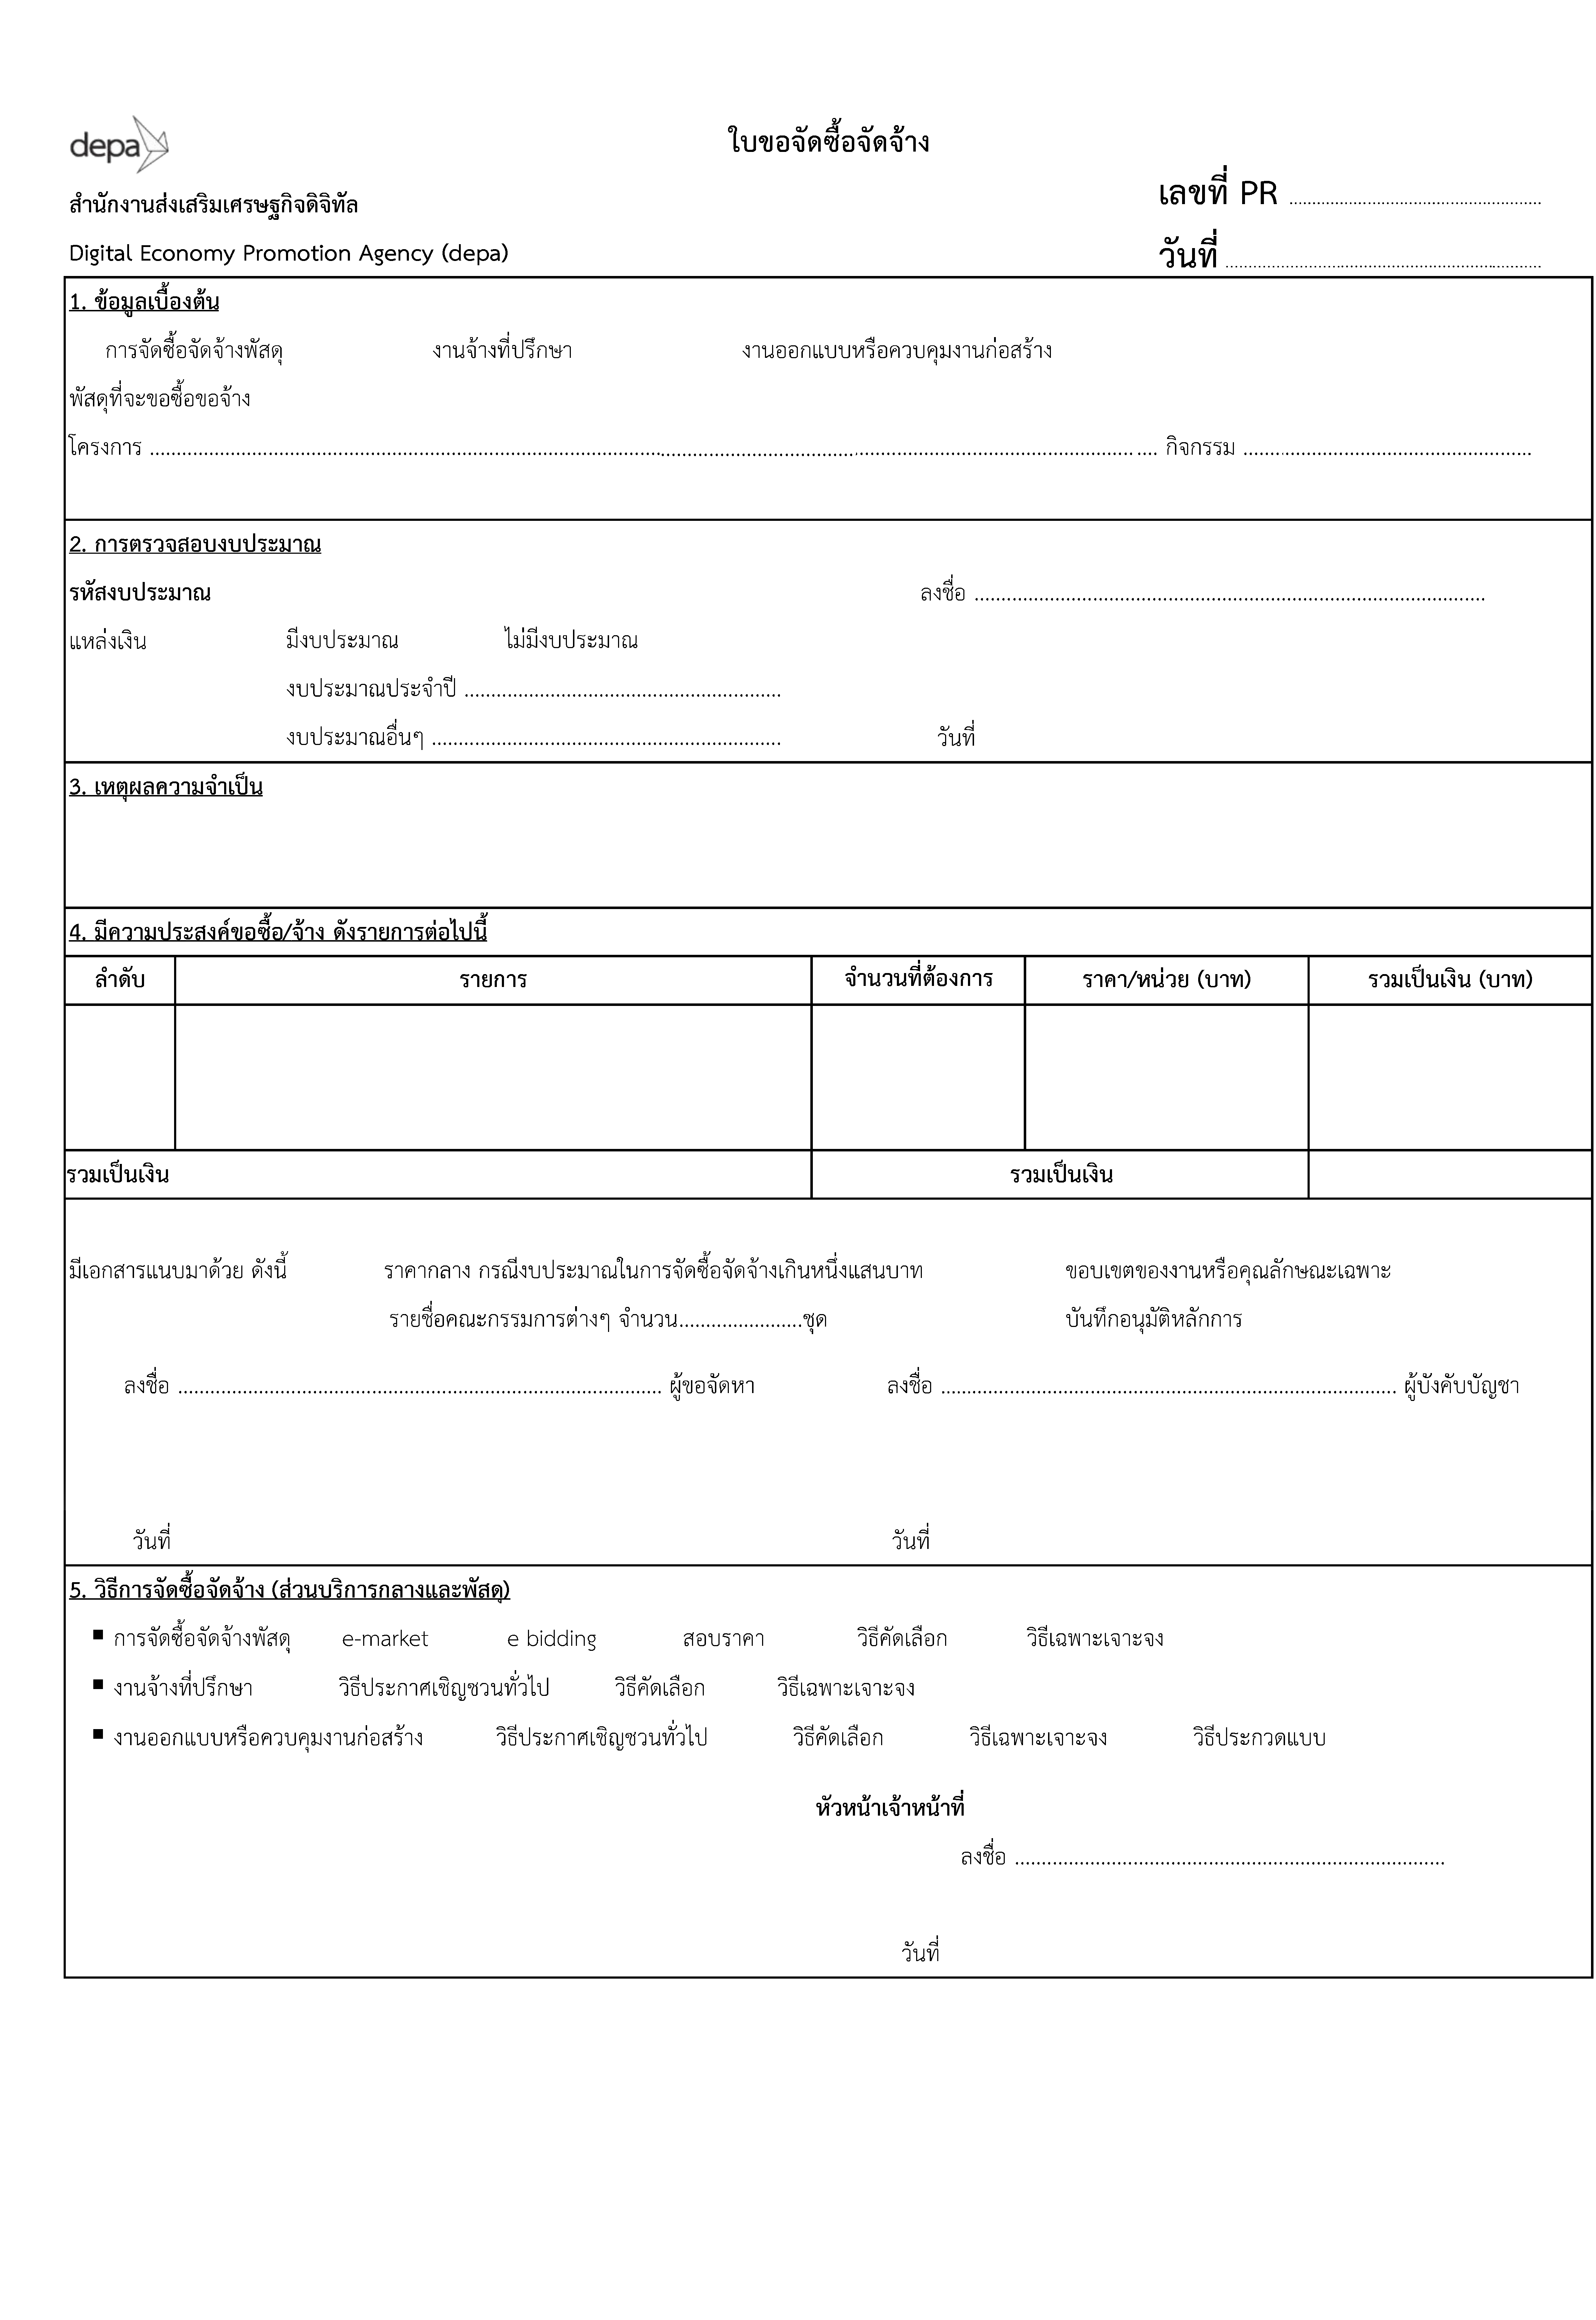 depa
ใบขอจัดซื้อจัดจ้าง
เลขที่ PR ........................................................
สำนักงานส่งเสริมเศรษฐกิจดิจิทัล
Digital Economy Promotion Agency (depa)
วันที่ ......................................................................
1. ข้อมูลเบื้องต้น
การจัดซื้อจัดจ้างพัสดุ งานจ้างที่ปรึกษา งานออกแบบหรือควบคุมงานก่อสร้าง
พัสดุที่จะขอซื้อขอจ้าง
โครงการ ................................................................................ กิจกรรม ......................................................
2. การตรวจสอบงบประมาณ
รหัสงบประมาณ ลงชื่อ ...............................................................................................
แหล่งเงิน มีงบประมาณ ไม่มีงบประมาณ
งบประมาณประจำปี ...........................................................
งบประมาณอื่นๆ ................................................................. วันที่
3. เหตุผลความจำเป็น
4. มีความประสงค์ขอซื้อ/จ้าง ดังรายการต่อไปนี้
ลำดับ รายการ จำนวนที่ต้องการ ราคา/หน่วย (บาท) รวมเป็นเงิน (บาท)
รวมเป็นเงิน รวมเป็นเงิน
มีเอกสารแนบมาด้วย ดังนี้ ราคากลาง กรณีงบประมาณในการจัดซื้อจัดจ้างเกินหนึ่งแสนบาท ขอบเขตของงานหรือคุณลักษณะเฉพาะ
รายชื่อคณะกรรมการต่างๆ จำนวน.......................ชุด บันทึกอนุมัติหลักการ
ลงชื่อ .......................................................................................... ผู้ขอจัดหา ลงชื่อ ..................................................................................... ผู้บังคับบัญชา
วันที่ วันที่
5. วิธีการจัดซื้อจัดจ้าง (ส่วนบริการกลางและพัสดุ)
▪ การจัดซื้อจัดจ้างพัสดุ e-market e bidding สอบราคา วิธีคัดเลือก วิธีเฉพาะเจาะจง
▪ งานจ้างที่ปรึกษา วิธีประกาศเชิญชวนทั่วไป วิธีคัดเลือก วิธีเฉพาะเจาะจง
▪ งานออกแบบหรือควบคุมงานก่อสร้าง วิธีประกาศเชิญชวนทั่วไป วิธีคัดเลือก วิธีเฉพาะเจาะจง วิธีประกวดแบบ
หัวหน้าเจ้าหน้าที่
ลงชื่อ ................................................................................
วันที่